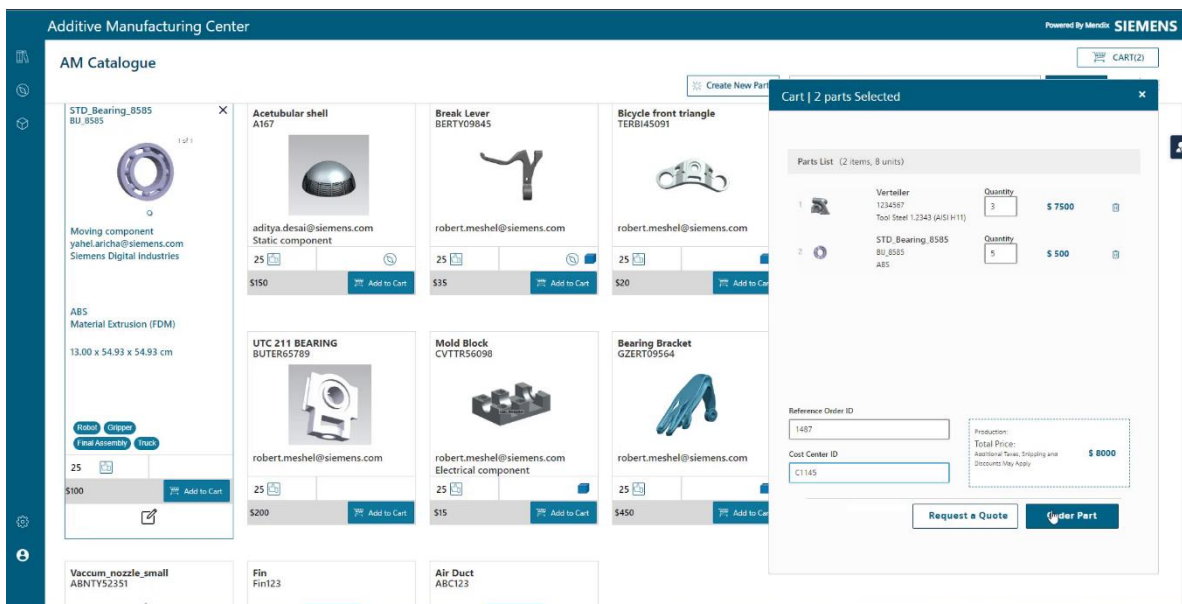 Additive Manufacturing Center
Powered By Mendix SIEMENS
AM Catalogue
CART(2)
Create New Part
STD_Bearing_8585
BU_8585
1 of 1
Moving component
yahel.aricha@siemens.com
Siemens Digital industries
ABS
Material Extrusion (FDM)
13.00 x 54.93 x 54.93 cm
Robot Gripper
Final Assembly Truck
25
$100 Add to Cart
Acetubular shell
A167
aditya.desai@siemens.com
Static component
25
$150 Add to Cart
Break Lever
BERTY09845
robert.meshel@siemens.com
25
$35 Add to Cart
Bicycle front triangle
TERBI45091
robert.meshel@siemens.com
25
$20 Add to Ca
UTC 211 BEARING
BUTER65789
robert.meshel@siemens.com
25
$200 Add to Cart
Mold Block
CVTTR56098
robert.meshel@siemens.com
Electrical component
25
$15 Add to Cart
Bearing Bracket
GZERT09564
robert.meshel@siemens.com
25
$450 Add to Ca
Vaccum_nozzle_small
ABNTY52351
Fin
Fin123
Air Duct
ABC123
Cart | 2 parts Selected
Parts List (2 items, 8 units)
1 Verteiler
1234567
Tool Steel 1.2343 (AISI H11)
Quantity
3
$ 7500
2 STD_Bearing_8585
BU_8585
ABS
Quantity
5
$ 500
Reference Order ID
1487
Cost Center ID
C1145
Production:
Total Price:
Additional Taxes, Shipping and
Discounts May Apply
$ 8000
Request a Quote
Order Part